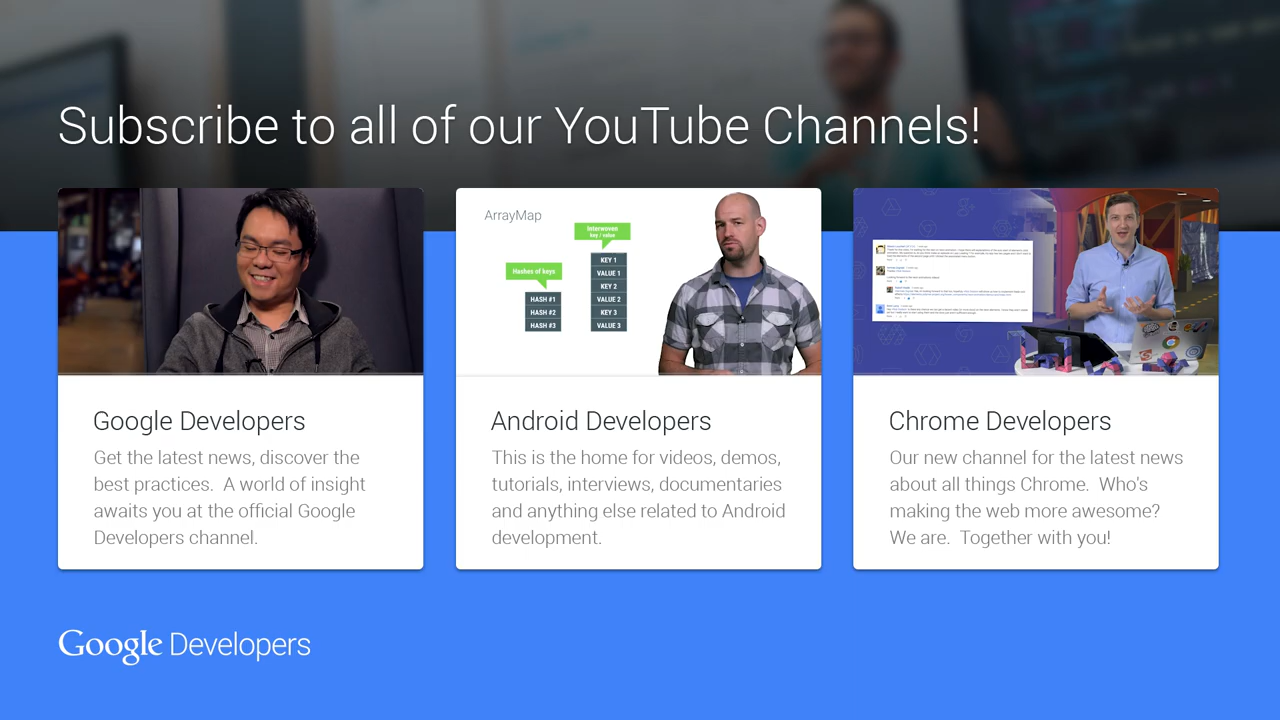 Subscribe to all of our YouTube Channels!
ArrayMap
Interwoven
key / value
Hashes of keys
KEY 1
VALUE 1
KEY 2
HASH #1
VALUE 2
HASH #2
KEY 3
HASH #3
VALUE 3
Google Developers
Get the latest news, discover the
best practices.  A world of insight
awaits you at the official Google
Developers channel.
Android Developers
This is the home for videos, demos,
tutorials, interviews, documentaries
and anything else related to Android
development.
Chrome Developers
Our new channel for the latest news
about all things Chrome.  Who's
making the web more awesome?
We are.  Together with you!
Google Developers